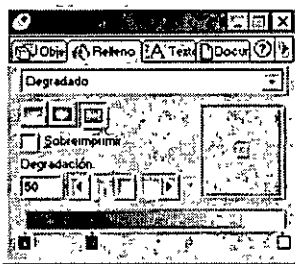 Obje Relleno Texto Docur
Degradado
Sobreimprimir
Degradación
50